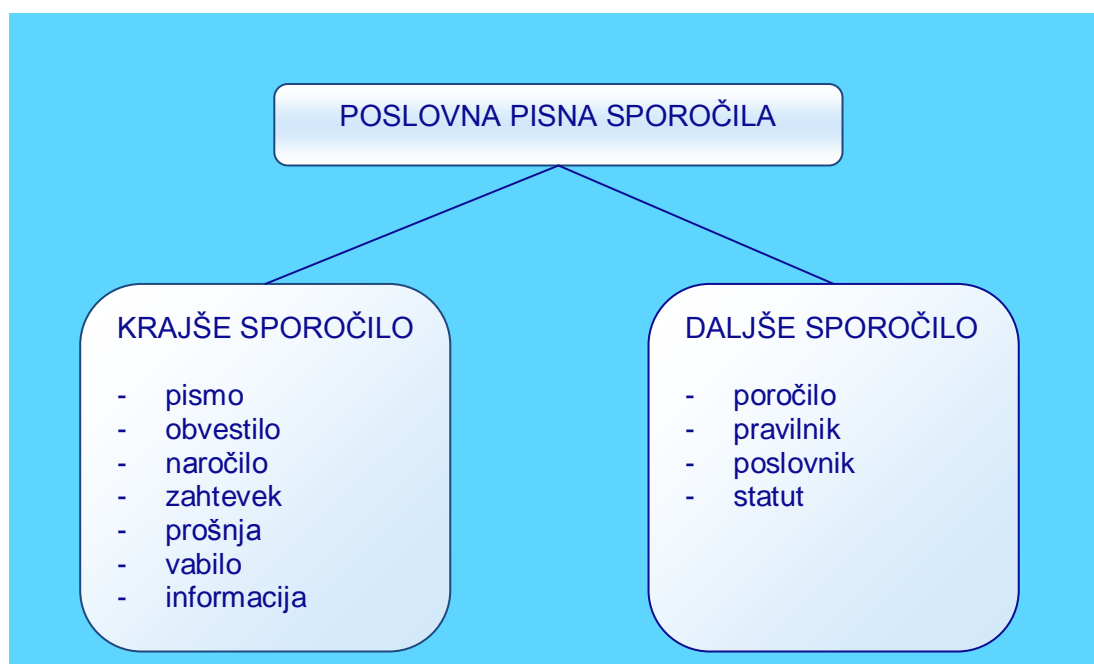 POSLOVNA PISNA SPOROČILA
KRAJŠE SPOROČILO
- pismo
- obvestilo
- naročilo
- zahtevek
- prošnja
- vabilo
- informacija
DALJŠE SPOROČILO
- poročilo
- pravilnik
- poslovnik
- statut